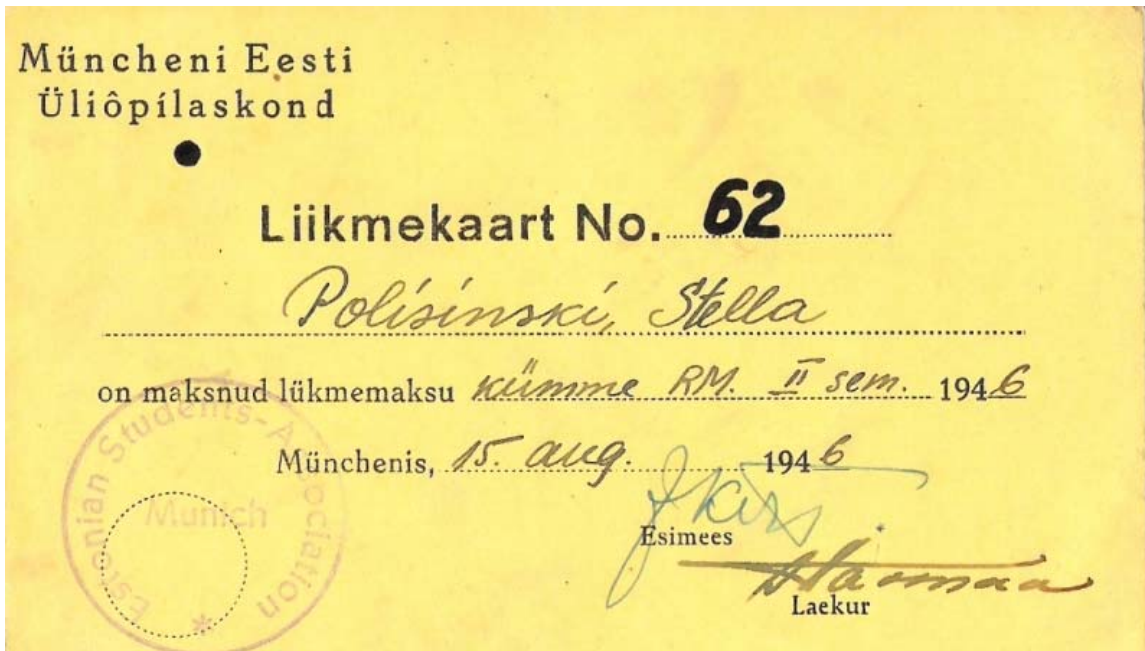 Müncheni Eesti
Üliôpílaskond
Liikmekaart No. 62
Polisinski, Stella
on maksnud lükmemaksu kümme RM. II sem. 1946
Münchenis, 15. aug. 1946
Esimees
Laekur
Estonian Students-Association
Munich